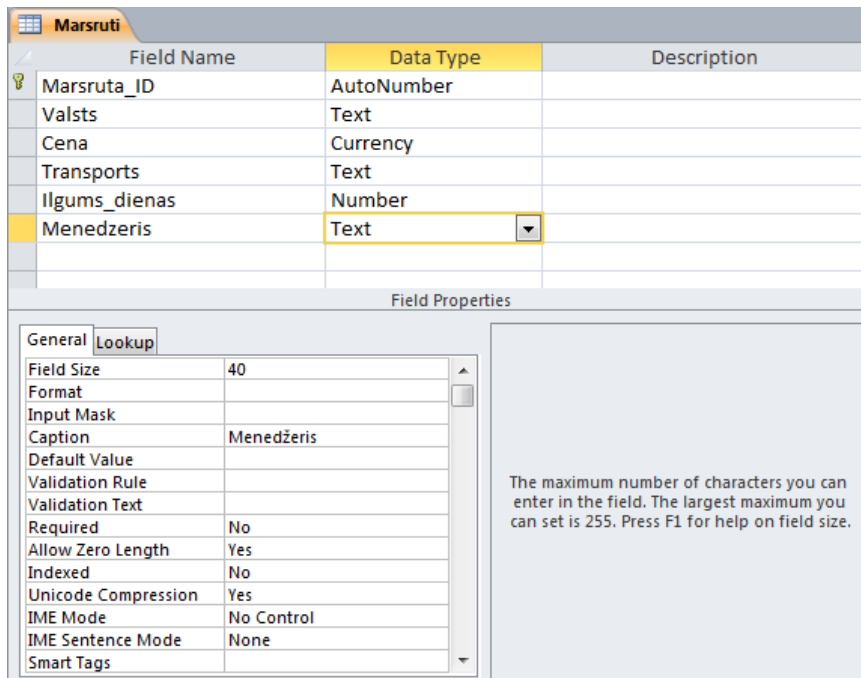 Marsruti
Field Name Data Type Description
Marsruta_ID AutoNumber
Valsts Text
Cena Currency
Transports Text
Ilgums_dienas Number
Menedzeris Text
Field Properties
General Lookup
Field Size 40
Format
Input Mask
Caption Menedžeris
Default Value
Validation Rule
Validation Text
Required No
Allow Zero Length Yes
Indexed No
Unicode Compression Yes
IME Mode No Control
IME Sentence Mode None
Smart Tags
The maximum number of characters you can
enter in the field. The largest maximum you
can set is 255. Press F1 for help on field size.